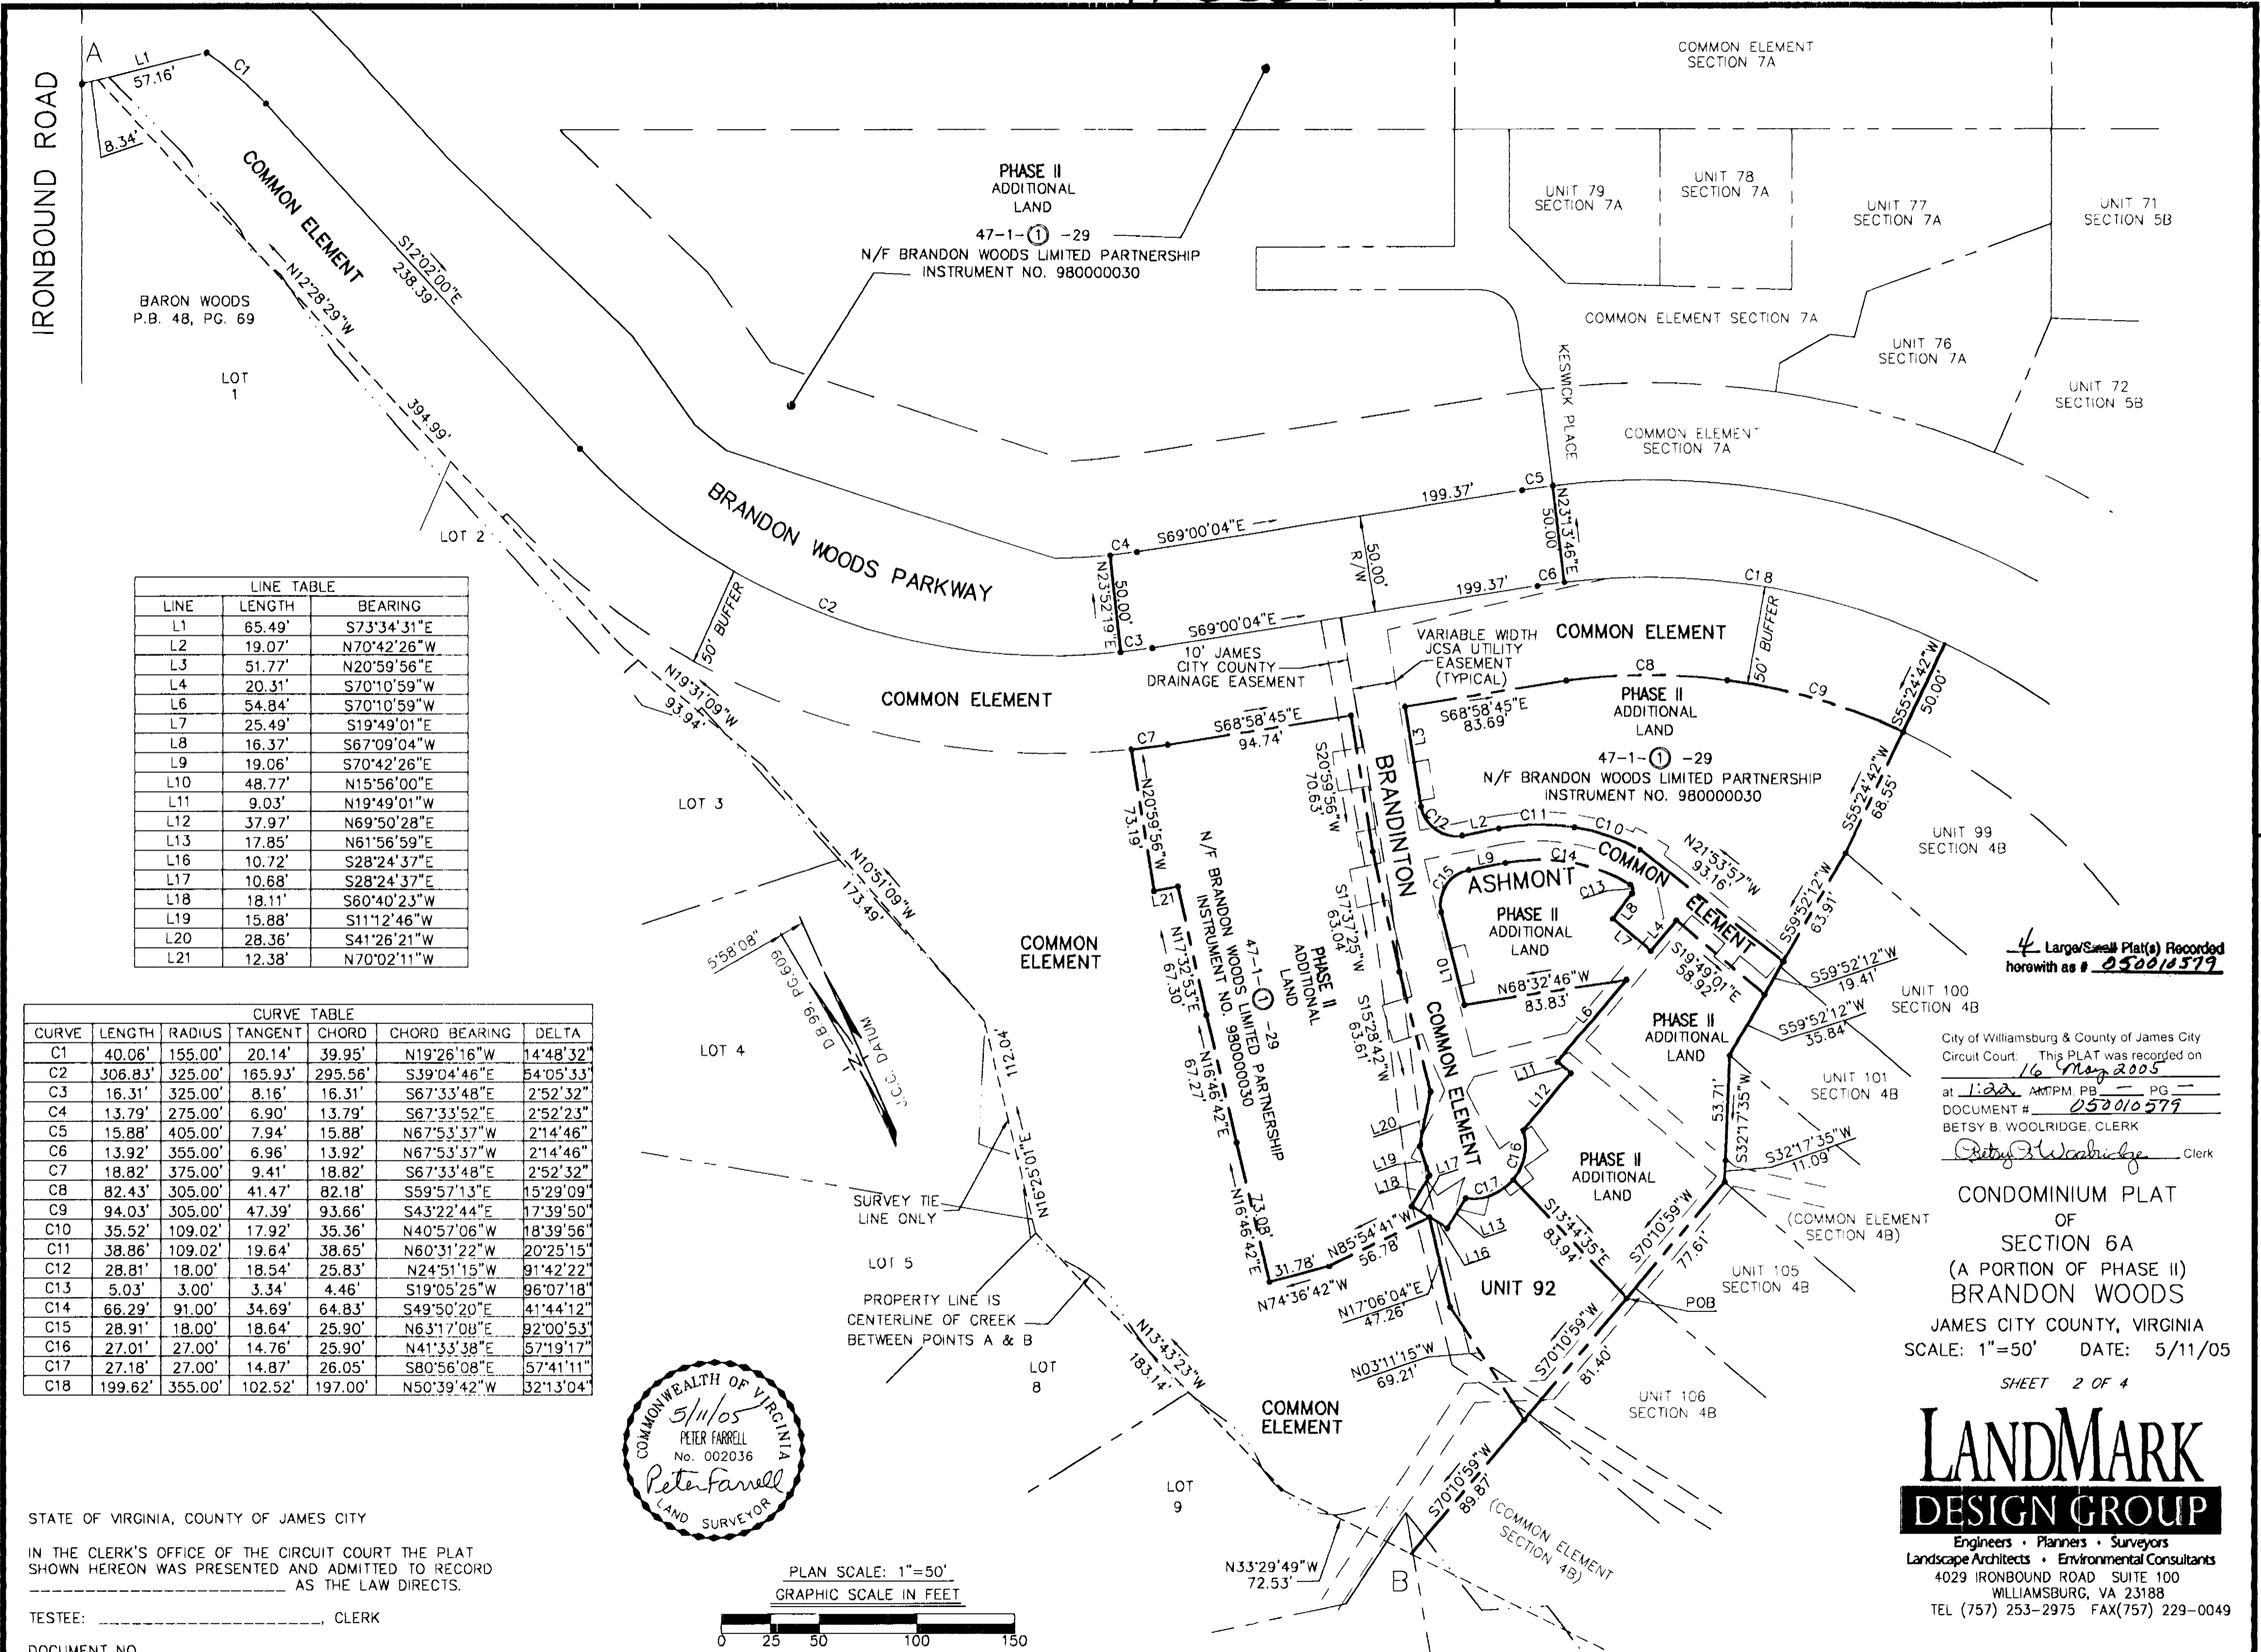 IRONBOUND ROAD
A
L1
57.16'
C1
8.34'
COMMON ELEMENT
S12°02'00"E
238.39'
N12°28'29"W
394.99'
BARON WOODS
P.B. 48, PG. 69
LOT
1
LOT 2
PHASE II
ADDITIONAL
LAND
47-1-① -29
N/F BRANDON WOODS LIMITED PARTNERSHIP
INSTRUMENT NO. 980000030
COMMON ELEMENT
SECTION 7A
UNIT 79
SECTION 7A
UNIT 78
SECTION 7A
UNIT 77
SECTION 7A
UNIT 71
SECTION 5B
COMMON ELEMENT SECTION 7A
UNIT 76
SECTION 7A
UNIT 72
SECTION 5B
KESWICK PLACE
COMMON ELEMENT
SECTION 7A
BRANDON WOODS PARKWAY
C2
50' BUFFER
C4
S69°00'04"E
199.37'
C5
N23°13'46"E
50.00'
N23°52'19"E
50.00'
50.00'
R/W
C3
S69°00'04"E
199.37'
C6
C18
LINE TABLE
LINE LENGTH BEARING
L1 65.49' S73°34'31"E
L2 19.07' N70°42'26"W
L3 51.77' N20°59'56"E
L4 20.31' S70°10'59"W
L6 54.84' S70°10'59"W
L7 25.49' S19°49'01"E
L8 16.37' S67°09'04"W
L9 19.06' S70°42'26"E
L10 48.77' N15°56'00"E
L11 9.03' N19°49'01"W
L12 37.97' N69°50'28"E
L13 17.85' N61°56'59"E
L16 10.72' S28°24'37"E
L17 10.68' S28°24'37"E
L18 18.11' S60°40'23"W
L19 15.88' S11°12'46"W
L20 28.36' S41°26'21"W
L21 12.38' N70°02'11"W
CURVE TABLE
CURVE LENGTH RADIUS TANGENT CHORD CHORD BEARING DELTA
C1 40.06' 155.00' 20.14' 39.95' N19°26'16"W 14°48'32"
C2 306.83' 325.00' 165.93' 295.56' S39°04'46"E 54°05'33"
C3 16.31' 325.00' 8.16' 16.31' S67°33'48"E 2°52'32"
C4 13.79' 275.00' 6.90' 13.79' S67°33'52"E 2°52'23"
C5 15.88' 405.00' 7.94' 15.88' N67°53'37"W 2°14'46"
C6 13.92' 355.00' 6.96' 13.92' N67°53'37"W 2°14'46"
C7 18.82' 375.00' 9.41' 18.82' S67°33'48"E 2°52'32"
C8 82.43' 305.00' 41.47' 82.18' S59°57'13"E 15°29'09"
C9 94.03' 305.00' 47.39' 93.66' S43°22'44"E 17°39'50"
C10 35.52' 109.02' 17.92' 35.36' N40°57'06"W 18°39'56"
C11 38.86' 109.02' 19.64' 38.65' N60°31'22"W 20°25'15"
C12 28.81' 18.00' 18.54' 25.83' N24°51'15"W 91°42'22"
C13 5.03' 3.00' 3.34' 4.46' S19°05'25"W 96°07'18"
C14 66.29' 91.00' 34.69' 64.83' S49°50'20"E 41°44'12"
C15 28.91' 18.00' 18.64' 25.90' N63°17'08"E 92°00'53"
C16 27.01' 27.00' 14.76' 25.90' N41°33'38"E 57°19'17"
C17 27.18' 27.00' 14.87' 26.05' S80°56'08"E 57°41'11"
C18 199.62' 355.00' 102.52' 197.00' N50°39'42"W 32°13'04"
10' JAMES
CITY COUNTY
DRAINAGE EASEMENT
VARIABLE WIDTH
JCSA UTILITY
EASEMENT
(TYPICAL)
COMMON ELEMENT
50' BUFFER
COMMON ELEMENT
N19°31'09"W
93.94'
LOT 3
C7
S68°58'45"E
94.74'
S68°58'45"E
83.69'
C8
C9
S55°24'42"W
50.00'
PHASE II
ADDITIONAL
LAND
47-1-① -29
N/F BRANDON WOODS LIMITED PARTNERSHIP
INSTRUMENT NO. 980000030
S55°24'42"W
68.55'
UNIT 99
SECTION 4B
L3
C12
L2
C11
C10
N21°53'57"W
93.16'
BRANDINTON
S20°59'56"W
70.63'
N20°59'56"W
73.19'
21
N10°51'09"W
173.49'
COMMON
ELEMENT
N17°32'53"E
67.30'
N/F BRANDON WOODS LIMITED PARTNERSHIP
INSTRUMENT NO. 980000030
47-1-① -29
PHASE II
ADDITIONAL
LAND
S17°37'25"W
63.04'
S15°28'42"W
63.61'
C15
L9
C14
COMMON
ELEMENT
ASHMONT
C13
L8
L7
L4
PHASE II
ADDITIONAL
LAND
L10
N68°32'46"W
83.83'
S19°49'01"E
58.92'
S59°52'12"W
63.91'
S59°52'12"W
19.41'
S59°52'12"W
35.84'
UNIT 100
SECTION 4B
UNIT 101
SECTION 4B
PHASE II
ADDITIONAL
LAND
L6
L11
L12
COMMON ELEMENT
53.71'
S32°17'35"W
S32°17'35"W
11.09'
(COMMON ELEMENT
SECTION 4B)
5°58'08"
D.B.99, PG.609
J.C.C. DATUM
N
LOT 4
112.04'
N16°25'01"E
SURVEY TIE
LINE ONLY
LOT 5
PROPERTY LINE IS
CENTERLINE OF CREEK
BETWEEN POINTS A & B
N16°46'42"E
67.27'
N16°46'42"E
73.08'
L20
L19
L18
L17
C16
C17
L13
L16
PHASE II
ADDITIONAL
LAND
S13°44'35"E
83.94'
S70°10'59"W
77.61'
UNIT 105
SECTION 4B
POB
31.78'
N74°36'42"W
N85°54'41"W
56.78'
N17°06'04"E
47.26'
UNIT 92
N03°11'15"W
69.21'
S70°10'59"W
81.40'
UNIT 106
SECTION 4B
N13°43'23"W
183.14'
LOT
8
LOT
9
COMMON
ELEMENT
S70°10'59"W
89.87'
(COMMON ELEMENT
SECTION 4B)
N33°29'49"W
72.53'
B
COMMONWEALTH OF VIRGINIA
5/11/05
PETER FARRELL
No. 002036
Peter Farrell
LAND SURVEYOR
PLAN SCALE: 1"=50'
GRAPHIC SCALE IN FEET
0 25 50 100 150
STATE OF VIRGINIA, COUNTY OF JAMES CITY
IN THE CLERK'S OFFICE OF THE CIRCUIT COURT THE PLAT
SHOWN HEREON WAS PRESENTED AND ADMITTED TO RECORD
AS THE LAW DIRECTS.
TESTEE: ____________________, CLERK
DOCUMENT NO.
4 Large/Small Plat(s) Recorded
herewith as # 050010579
City of Williamsburg & County of James City
Circuit Court: This PLAT was recorded on
16 May 2005
at 1:22 AM/PM. PB — PG —
DOCUMENT # 050010579
BETSY B. WOOLRIDGE, CLERK
Betsy B Woolridge Clerk
CONDOMINIUM PLAT
OF
SECTION 6A
(A PORTION OF PHASE II)
BRANDON WOODS
JAMES CITY COUNTY, VIRGINIA
SCALE: 1"=50' DATE: 5/11/05
SHEET 2 OF 4
LANDMARK
DESIGN GROUP
Engineers • Planners • Surveyors
Landscape Architects • Environmental Consultants
4029 IRONBOUND ROAD SUITE 100
WILLIAMSBURG, VA 23188
TEL (757) 253-2975 FAX(757) 229-0049